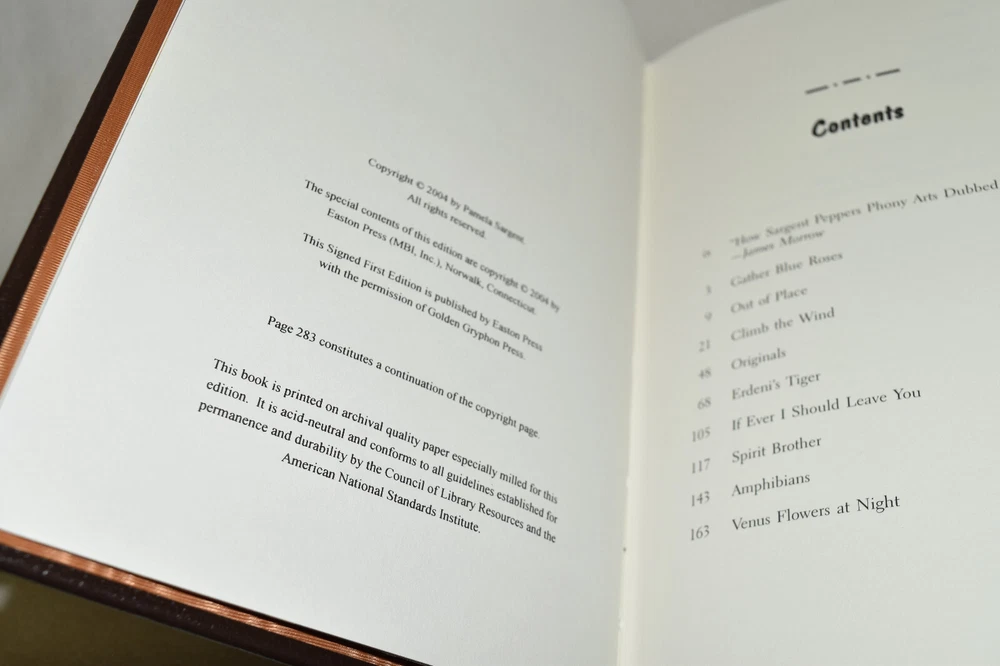 Copyright © 2004 by Pamela Sargent.
All rights reserved.
The special contents of this edition are copyright © 2004 by
Easton Press (MBI, Inc.), Norwalk, Connecticut.
This Signed First Edition is published by Easton Press
with the permission of Golden Gryphon Press.
Page 283 constitutes a continuation of the copyright page.
This book is printed on archival quality paper especially milled for this
edition. It is acid-neutral and conforms to all guidelines established for
permanence and durability by the Council of Library Resources and the
American National Standards Institute.
Contents
"How Sargent Peppers Phony Arts Dubbed
—James Morrow
3 Gather Blue Roses
9 Out of Place
21 Climb the Wind
48 Originals
68 Erdeni's Tiger
105 If Ever I Should Leave You
117 Spirit Brother
143 Amphibians
163 Venus Flowers at Night